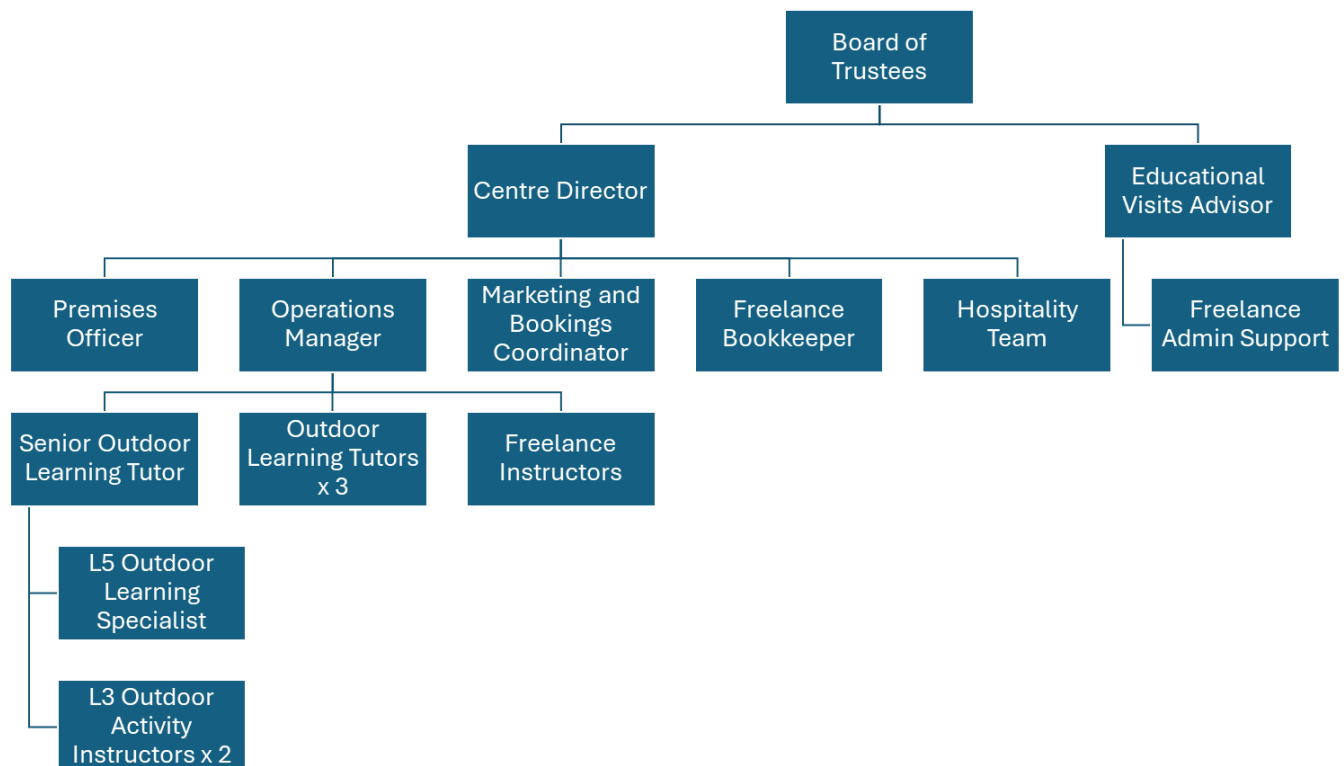 Board of
Trustees
Centre Director
Educational
Visits Advisor
Premises
Officer
Operations
Manager
Marketing and
Bookings
Coordinator
Freelance
Bookkeeper
Hospitality
Team
Freelance
Admin Support
Senior Outdoor
Learning Tutor
Outdoor
Learning Tutors
x 3
Freelance
Instructors
L5 Outdoor
Learning
Specialist
L3 Outdoor
Activity
Instructors x 2